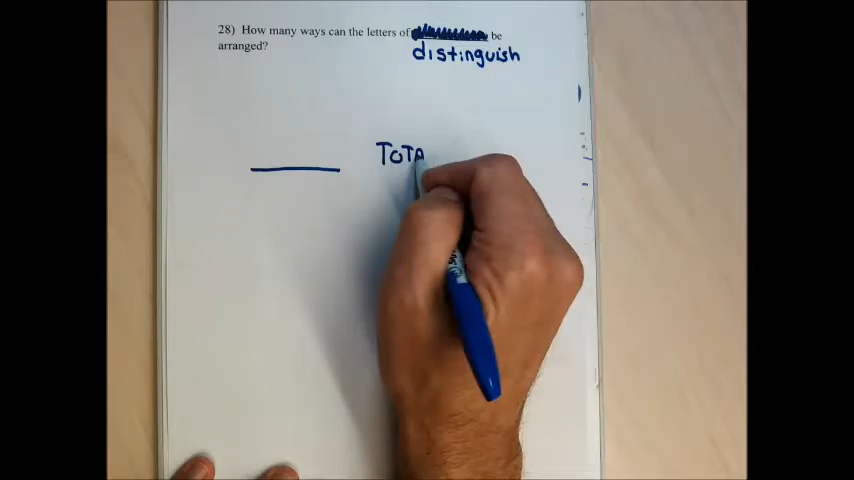 28) How many ways can the letters of be
arranged?
distinguish
TOTA